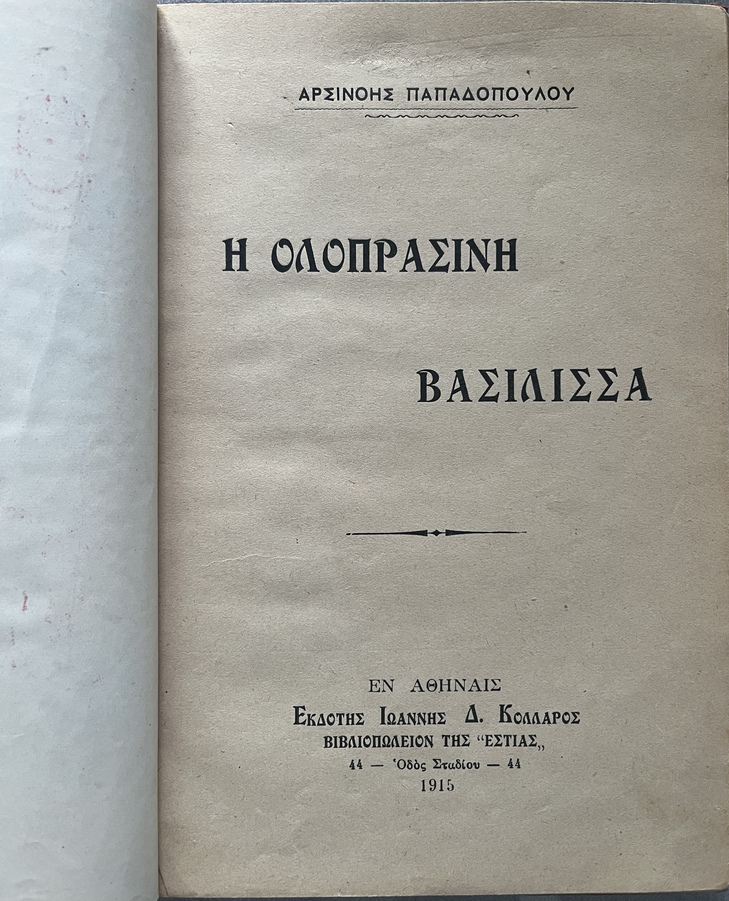 ΑΡΣΙΝΟΗΣ ΠΑΠΑΔΟΠΟΥΛΟΥ
Η ΟΛΟΠΡΑΣΙΝΗ
ΒΑΣΙΛΙΣΣΑ
ΕΝ ΑΘΗΝΑΙΣ
ΕΚΔΟΤΗΣ ΙΩΑΝΝΗΣ Δ. ΚΟΛΛΑΡΟΣ
ΒΙΒΛΙΟΠΩΛΕΙΟΝ ΤΗΣ “ΕΣΤΙΑΣ„
44 — Ὁδὸς Σταδίου — 44
1915